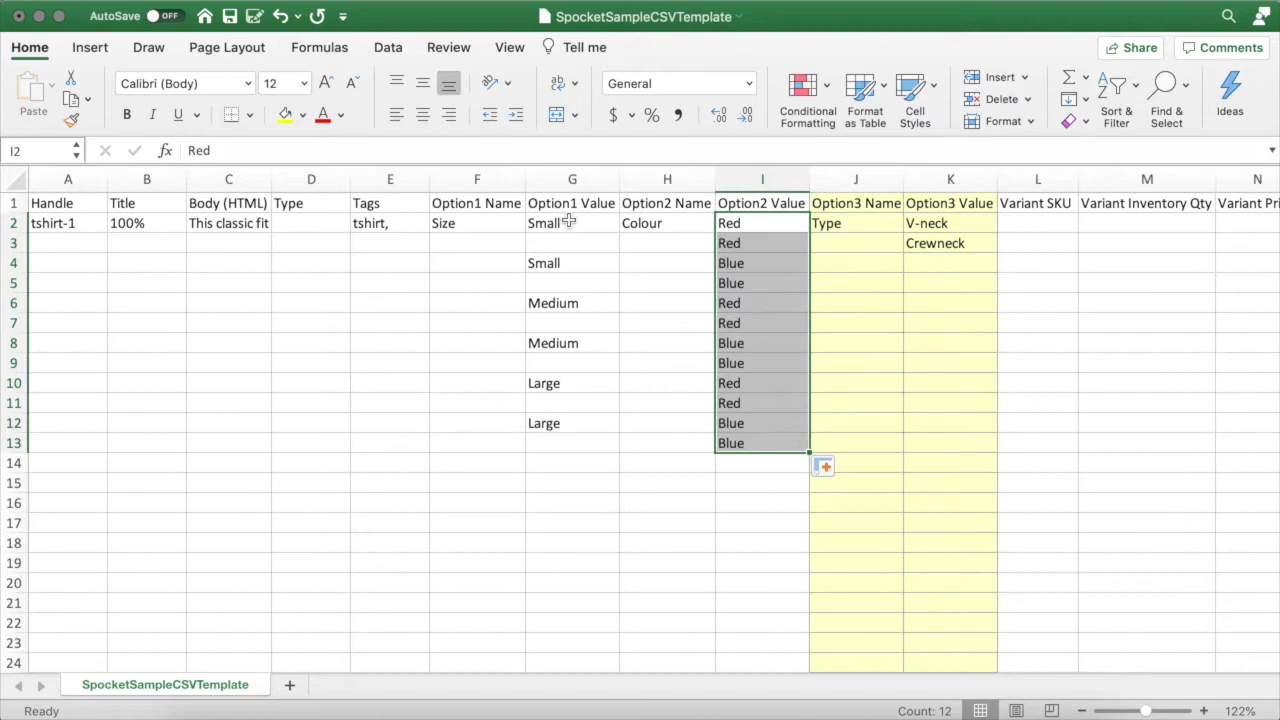 AutoSave OFF SpocketSampleCSVTemplate
Home Insert Draw Page Layout Formulas Data Review View Tell me Share Comments
Paste Calibri (Body) 12 General Conditional Formatting Format as Table Cell Styles Insert Delete Format Sort & Filter Find & Select Ideas
I2 fx Red
A B C D E F G H I J K L M N
1 Handle Title Body (HTML) Type Tags Option1 Name Option1 Value Option2 Name Option2 Value Option3 Name Option3 Value Variant SKU Variant Inventory Qty Variant Pri
2 tshirt-1 100% This classic fit tshirt, Size Small Colour Red Type V-neck
3 Red Crewneck
4 Small Blue
5 Blue
6 Medium Red
7 Red
8 Medium Blue
9 Blue
10 Large Red
11 Red
12 Large Blue
13 Blue
14
15
16
17
18
19
20
21
22
23
24
SpocketSampleCSVTemplate
Ready Count: 12 122%